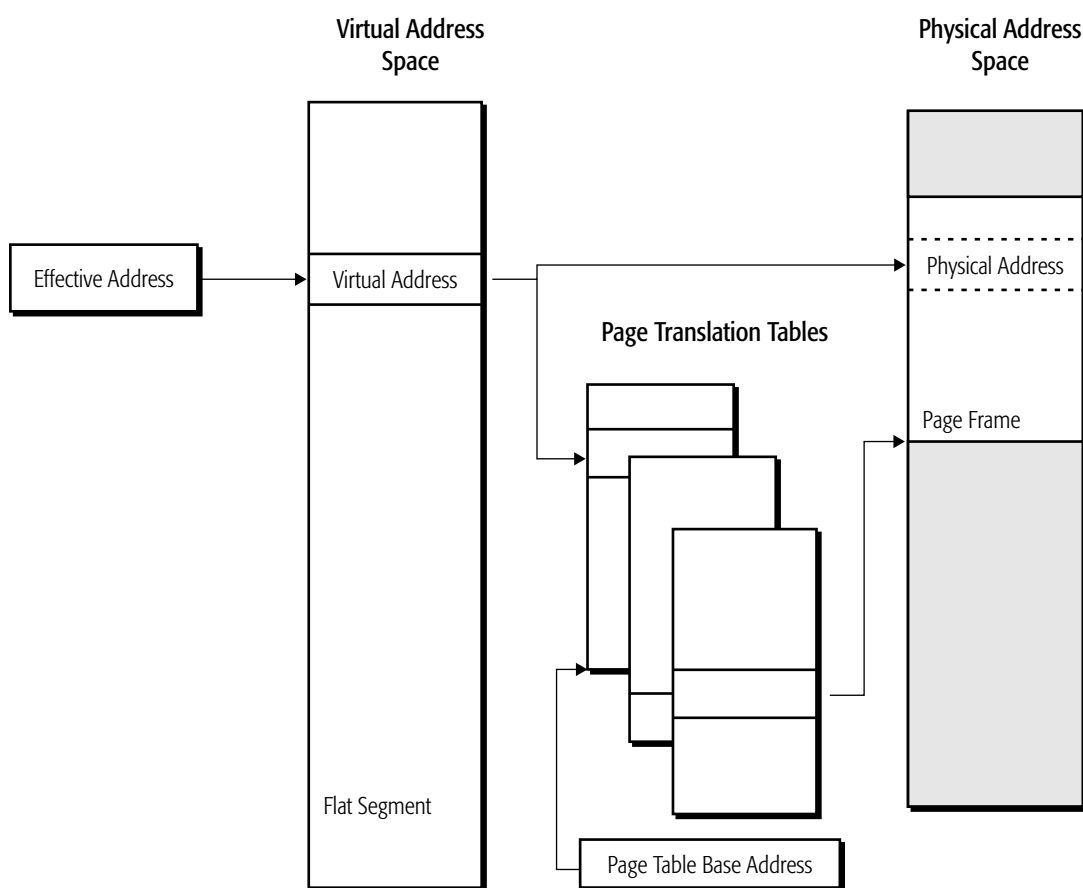 Virtual Address
Space
Physical Address
Space
Effective Address
Virtual Address
Physical Address
Page Translation Tables
Page Frame
Flat Segment
Page Table Base Address